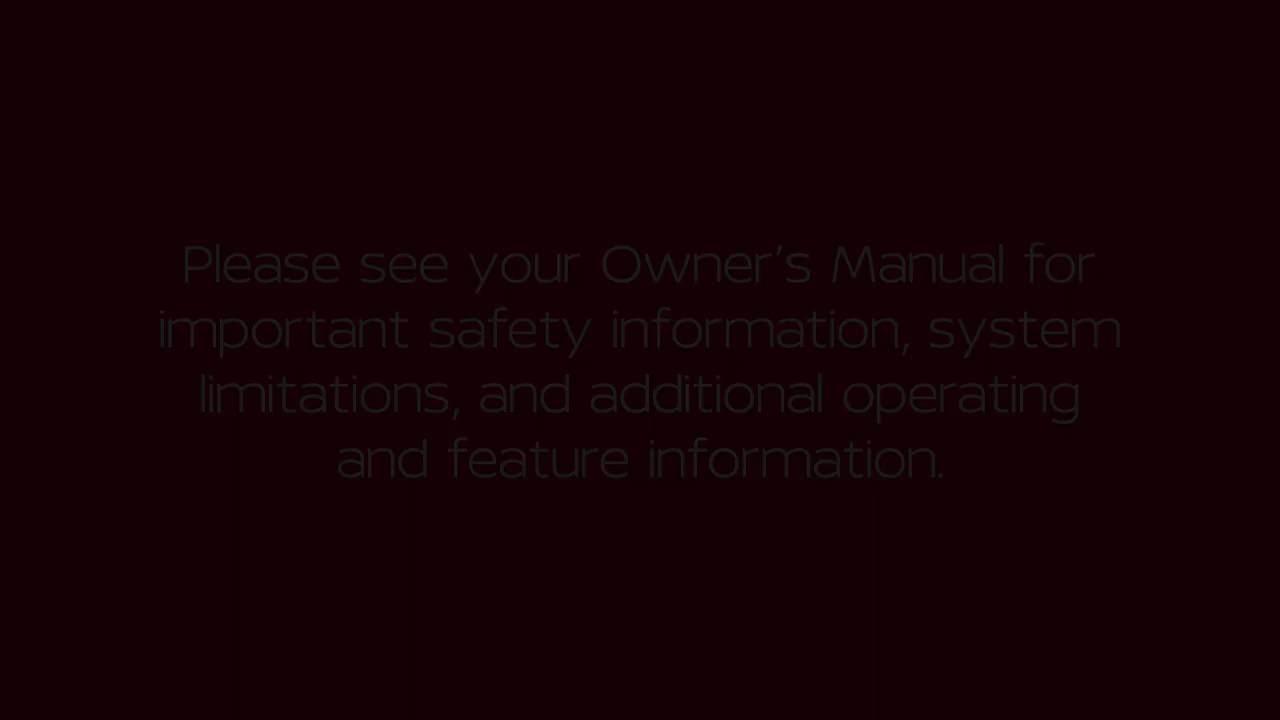 Please see your Owner’s Manual for
important safety information, system
limitations, and additional operating
and feature information.